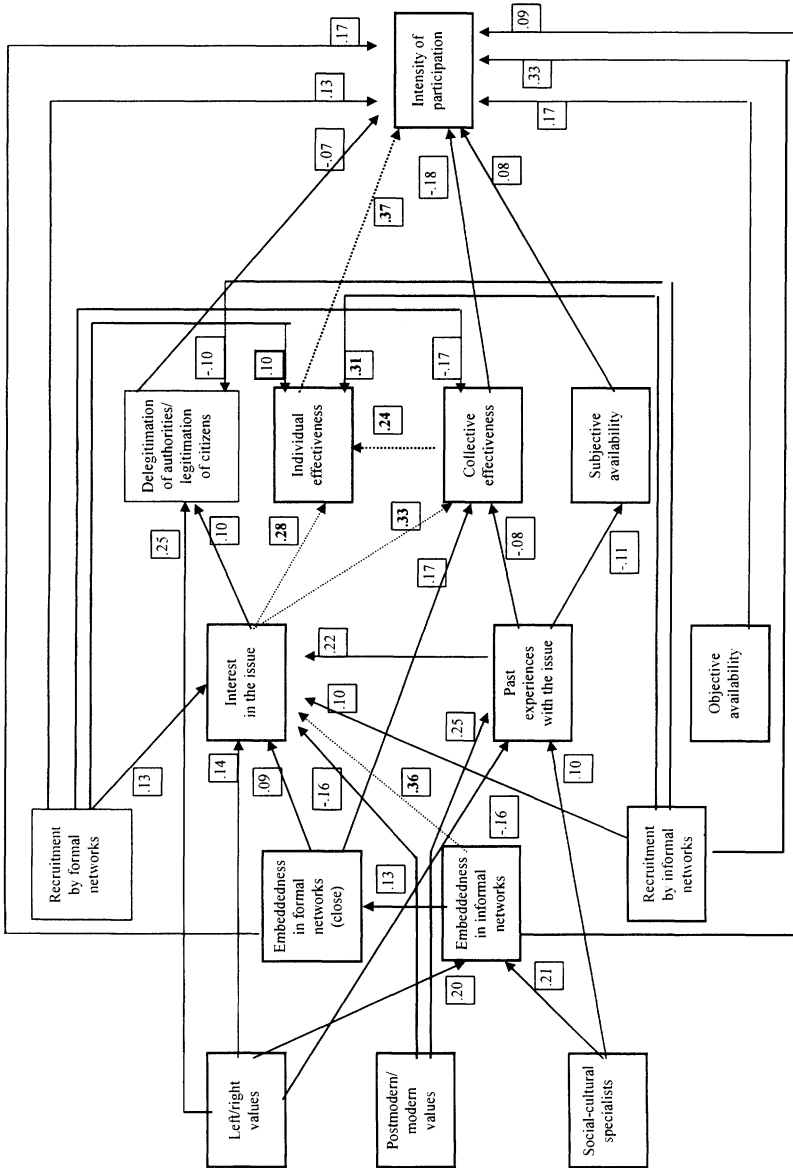 Left/right
values
Postmodern/
modern
values
Social-cultural
specialists
Recruitment
by formal
networks
Embeddedness
in formal
networks
(close)
Embeddedness
in informal
networks
Recruitment
by informal
networks
Interest
in the issue
Past
experiences
with the issue
Objective
availability
Delegitimation
of authorities/
legitimation
of citizens
Individual
effectiveness
Collective
effectiveness
Subjective
availability
Intensity of
participation
.20
.21
.13
.13
.14
.09
-.16
.36
-.16
.10
.10
.25
.22
.25
.10
.28
.33
.17
-.08
-.11
-.10
.10
.31
.24
-.17
-.07
.37
-.18
.08
.17
.13
.17
.33
.09